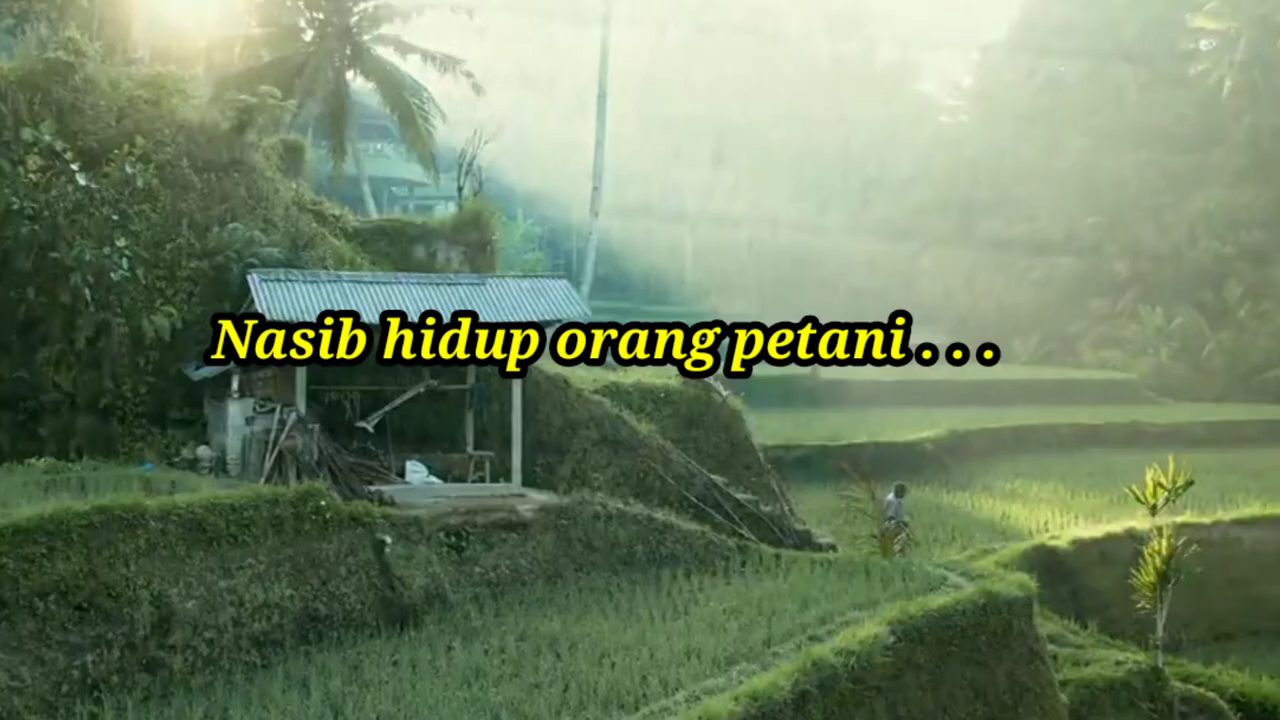 Nasib hidup orang petani . . .